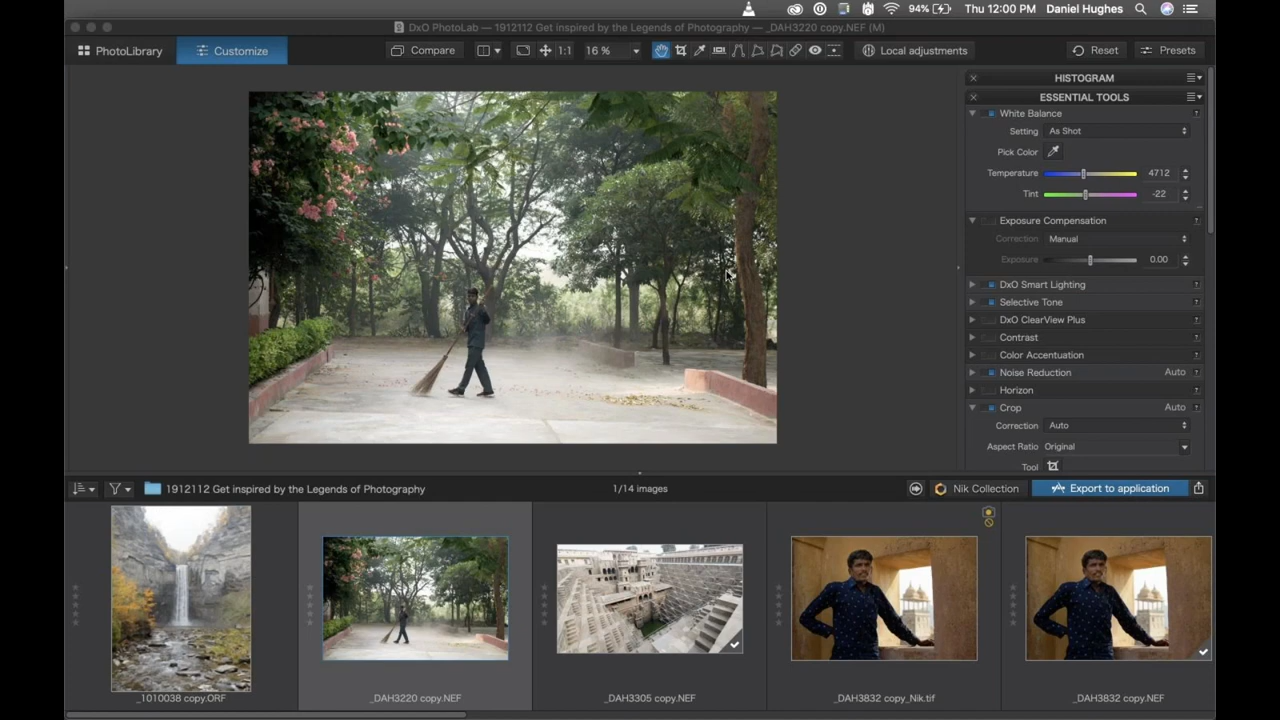 94% Thu 12:00 PM Daniel Hughes
DxO PhotoLab — 1912112 Get inspired by the Legends of Photography — _DAH3220 copy.NEF (M)
PhotoLibrary Customize Compare 1:1 16 % Local adjustments Reset Presets
HISTOGRAM
ESSENTIAL TOOLS
White Balance ?
Setting As Shot
Pick Color
Temperature 4712
Tint -22
Exposure Compensation ?
Correction Manual
Exposure 0.00
DxO Smart Lighting ?
Selective Tone ?
DxO ClearView Plus ?
Contrast ?
Color Accentuation ?
Noise Reduction Auto ?
Horizon ?
Crop Auto ?
Correction Auto
Aspect Ratio Original
Tool
1912112 Get inspired by the Legends of Photography 1/14 images Nik Collection Export to application
_1010038 copy.ORF _DAH3220 copy.NEF _DAH3305 copy.NEF _DAH3832 copy_Nik.tif _DAH3832 copy.NEF